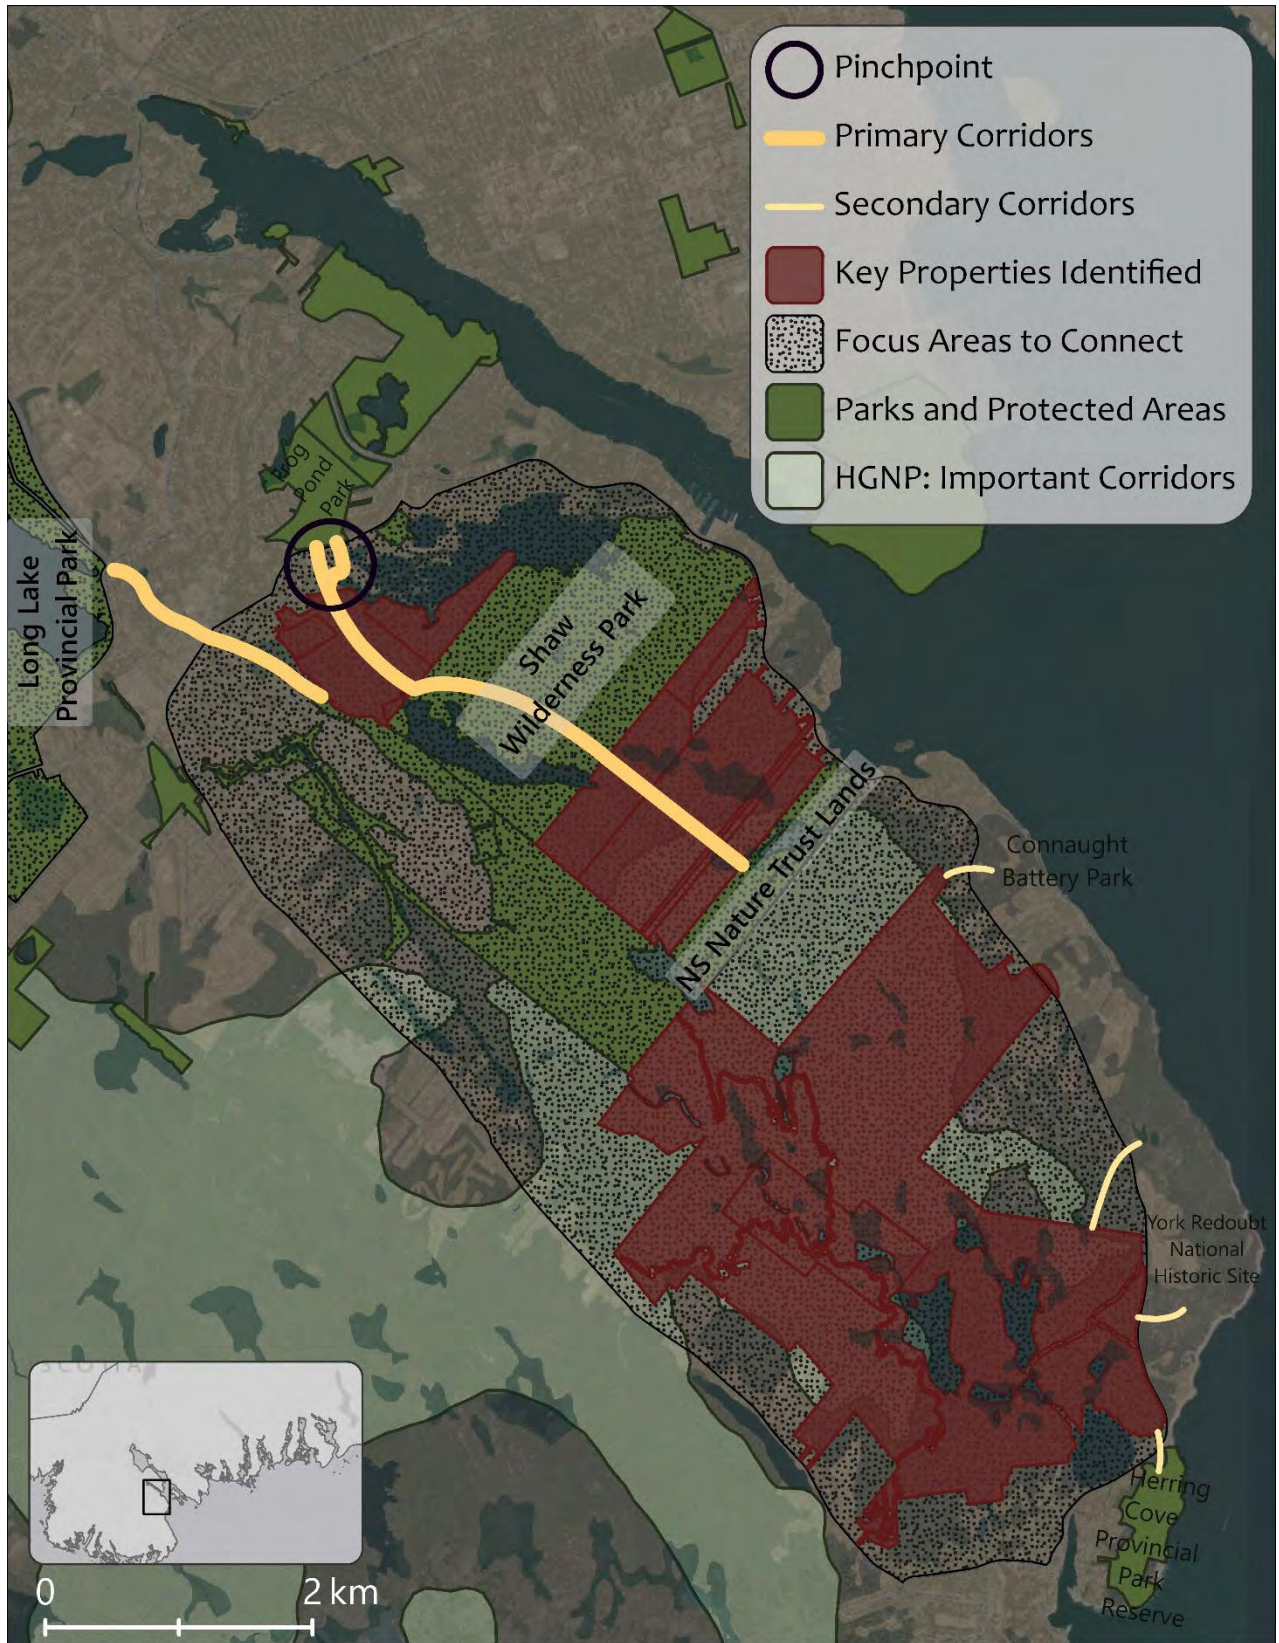 Pinchpoint
Primary Corridors
Secondary Corridors
Key Properties Identified
Focus Areas to Connect
Parks and Protected Areas
HGNP: Important Corridors
Frog
Pond
Park
Long Lake
Provincial Park
Shaw
Wilderness Park
NS Nature Trust Lands
Connaught
Battery Park
York Redoubt
National
Historic Site
Herring
Cove
Provincial
Park
Reserve
SCOTIA
0
2 km